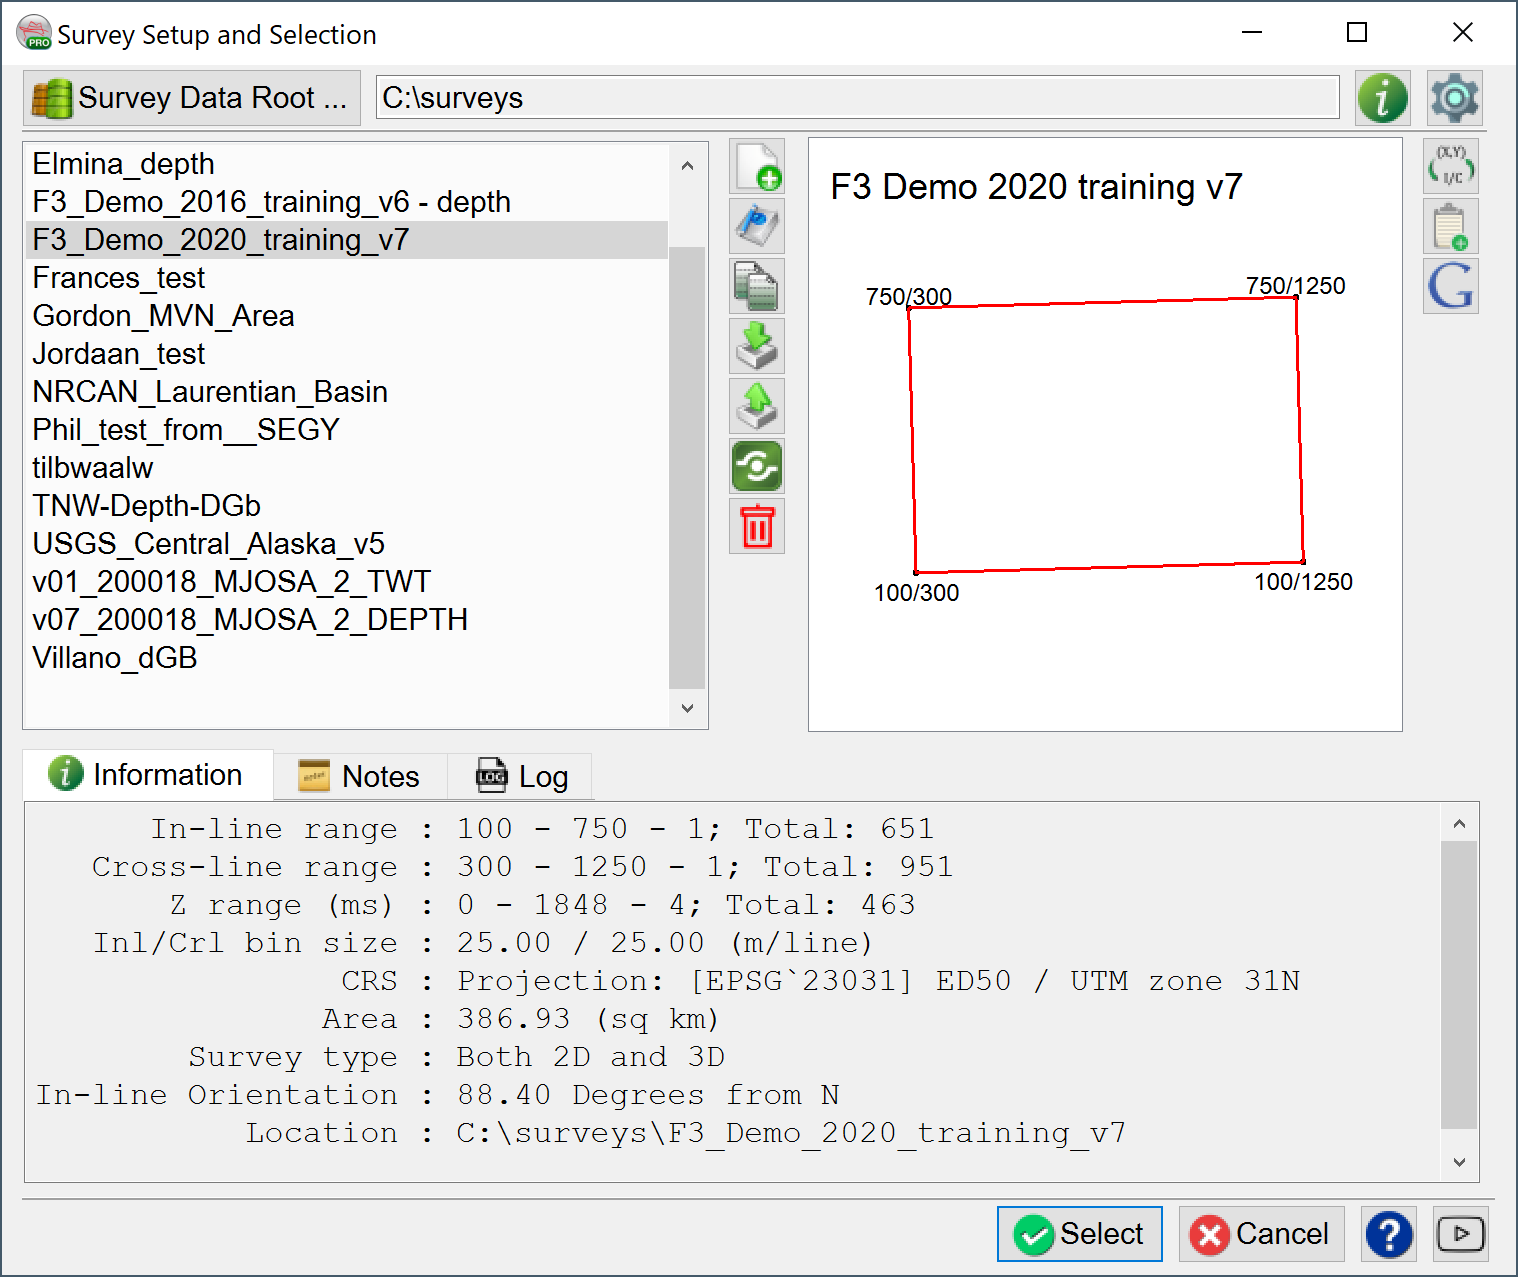 PRO Survey Setup and Selection
Survey Data Root ... C:\surveys
Elmina_depth
F3_Demo_2016_training_v6 - depth
F3_Demo_2020_training_v7
Frances_test
Gordon_MVN_Area
Jordaan_test
NRCAN_Laurentian_Basin
Phil_test_from__SEGY
tilbwaalw
TNW-Depth-DGb
USGS_Central_Alaska_v5
v01_200018_MJOSA_2_TWT
v07_200018_MJOSA_2_DEPTH
Villano_dGB
F3 Demo 2020 training v7
750/300
750/1250
100/300
100/1250
(X,Y)
I/C
G
Information
Notes
LOG Log
In-line range : 100 - 750 - 1; Total: 651
Cross-line range : 300 - 1250 - 1; Total: 951
Z range (ms) : 0 - 1848 - 4; Total: 463
Inl/Crl bin size : 25.00 / 25.00 (m/line)
CRS : Projection: [EPSG`23031] ED50 / UTM zone 31N
Area : 386.93 (sq km)
Survey type : Both 2D and 3D
In-line Orientation : 88.40 Degrees from N
Location : C:\surveys\F3_Demo_2020_training_v7
Select
Cancel
?